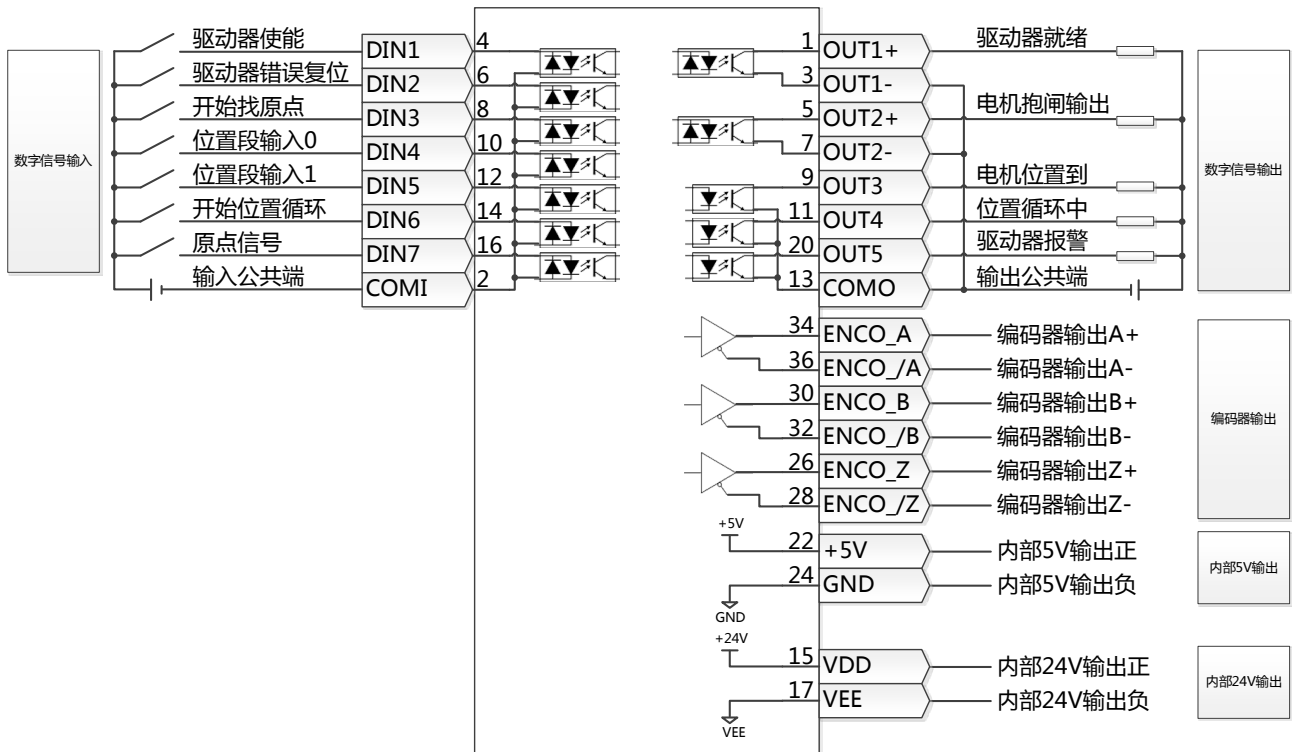 数字信号输入
驱动器使能 DIN1 4
驱动器错误复位 DIN2 6
开始找原点 DIN3 8
位置段输入0 DIN4 10
位置段输入1 DIN5 12
开始位置循环 DIN6 14
原点信号 DIN7 16
输入公共端 COMI 2
1 OUT1+ 驱动器就绪
3 OUT1-
5 OUT2+ 电机抱闸输出
7 OUT2-
9 OUT3 电机位置到
11 OUT4 位置循环中
20 OUT5 驱动器报警
13 COMO 输出公共端
数字信号输出
34 ENCO_A 编码器输出A+
36 ENCO_/A 编码器输出A-
30 ENCO_B 编码器输出B+
32 ENCO_/B 编码器输出B-
26 ENCO_Z 编码器输出Z+
28 ENCO_/Z 编码器输出Z-
编码器输出
+5V
22 +5V 内部5V输出正
24 GND 内部5V输出负
GND
内部5V输出
+24V
15 VDD 内部24V输出正
17 VEE 内部24V输出负
VEE
内部24V输出